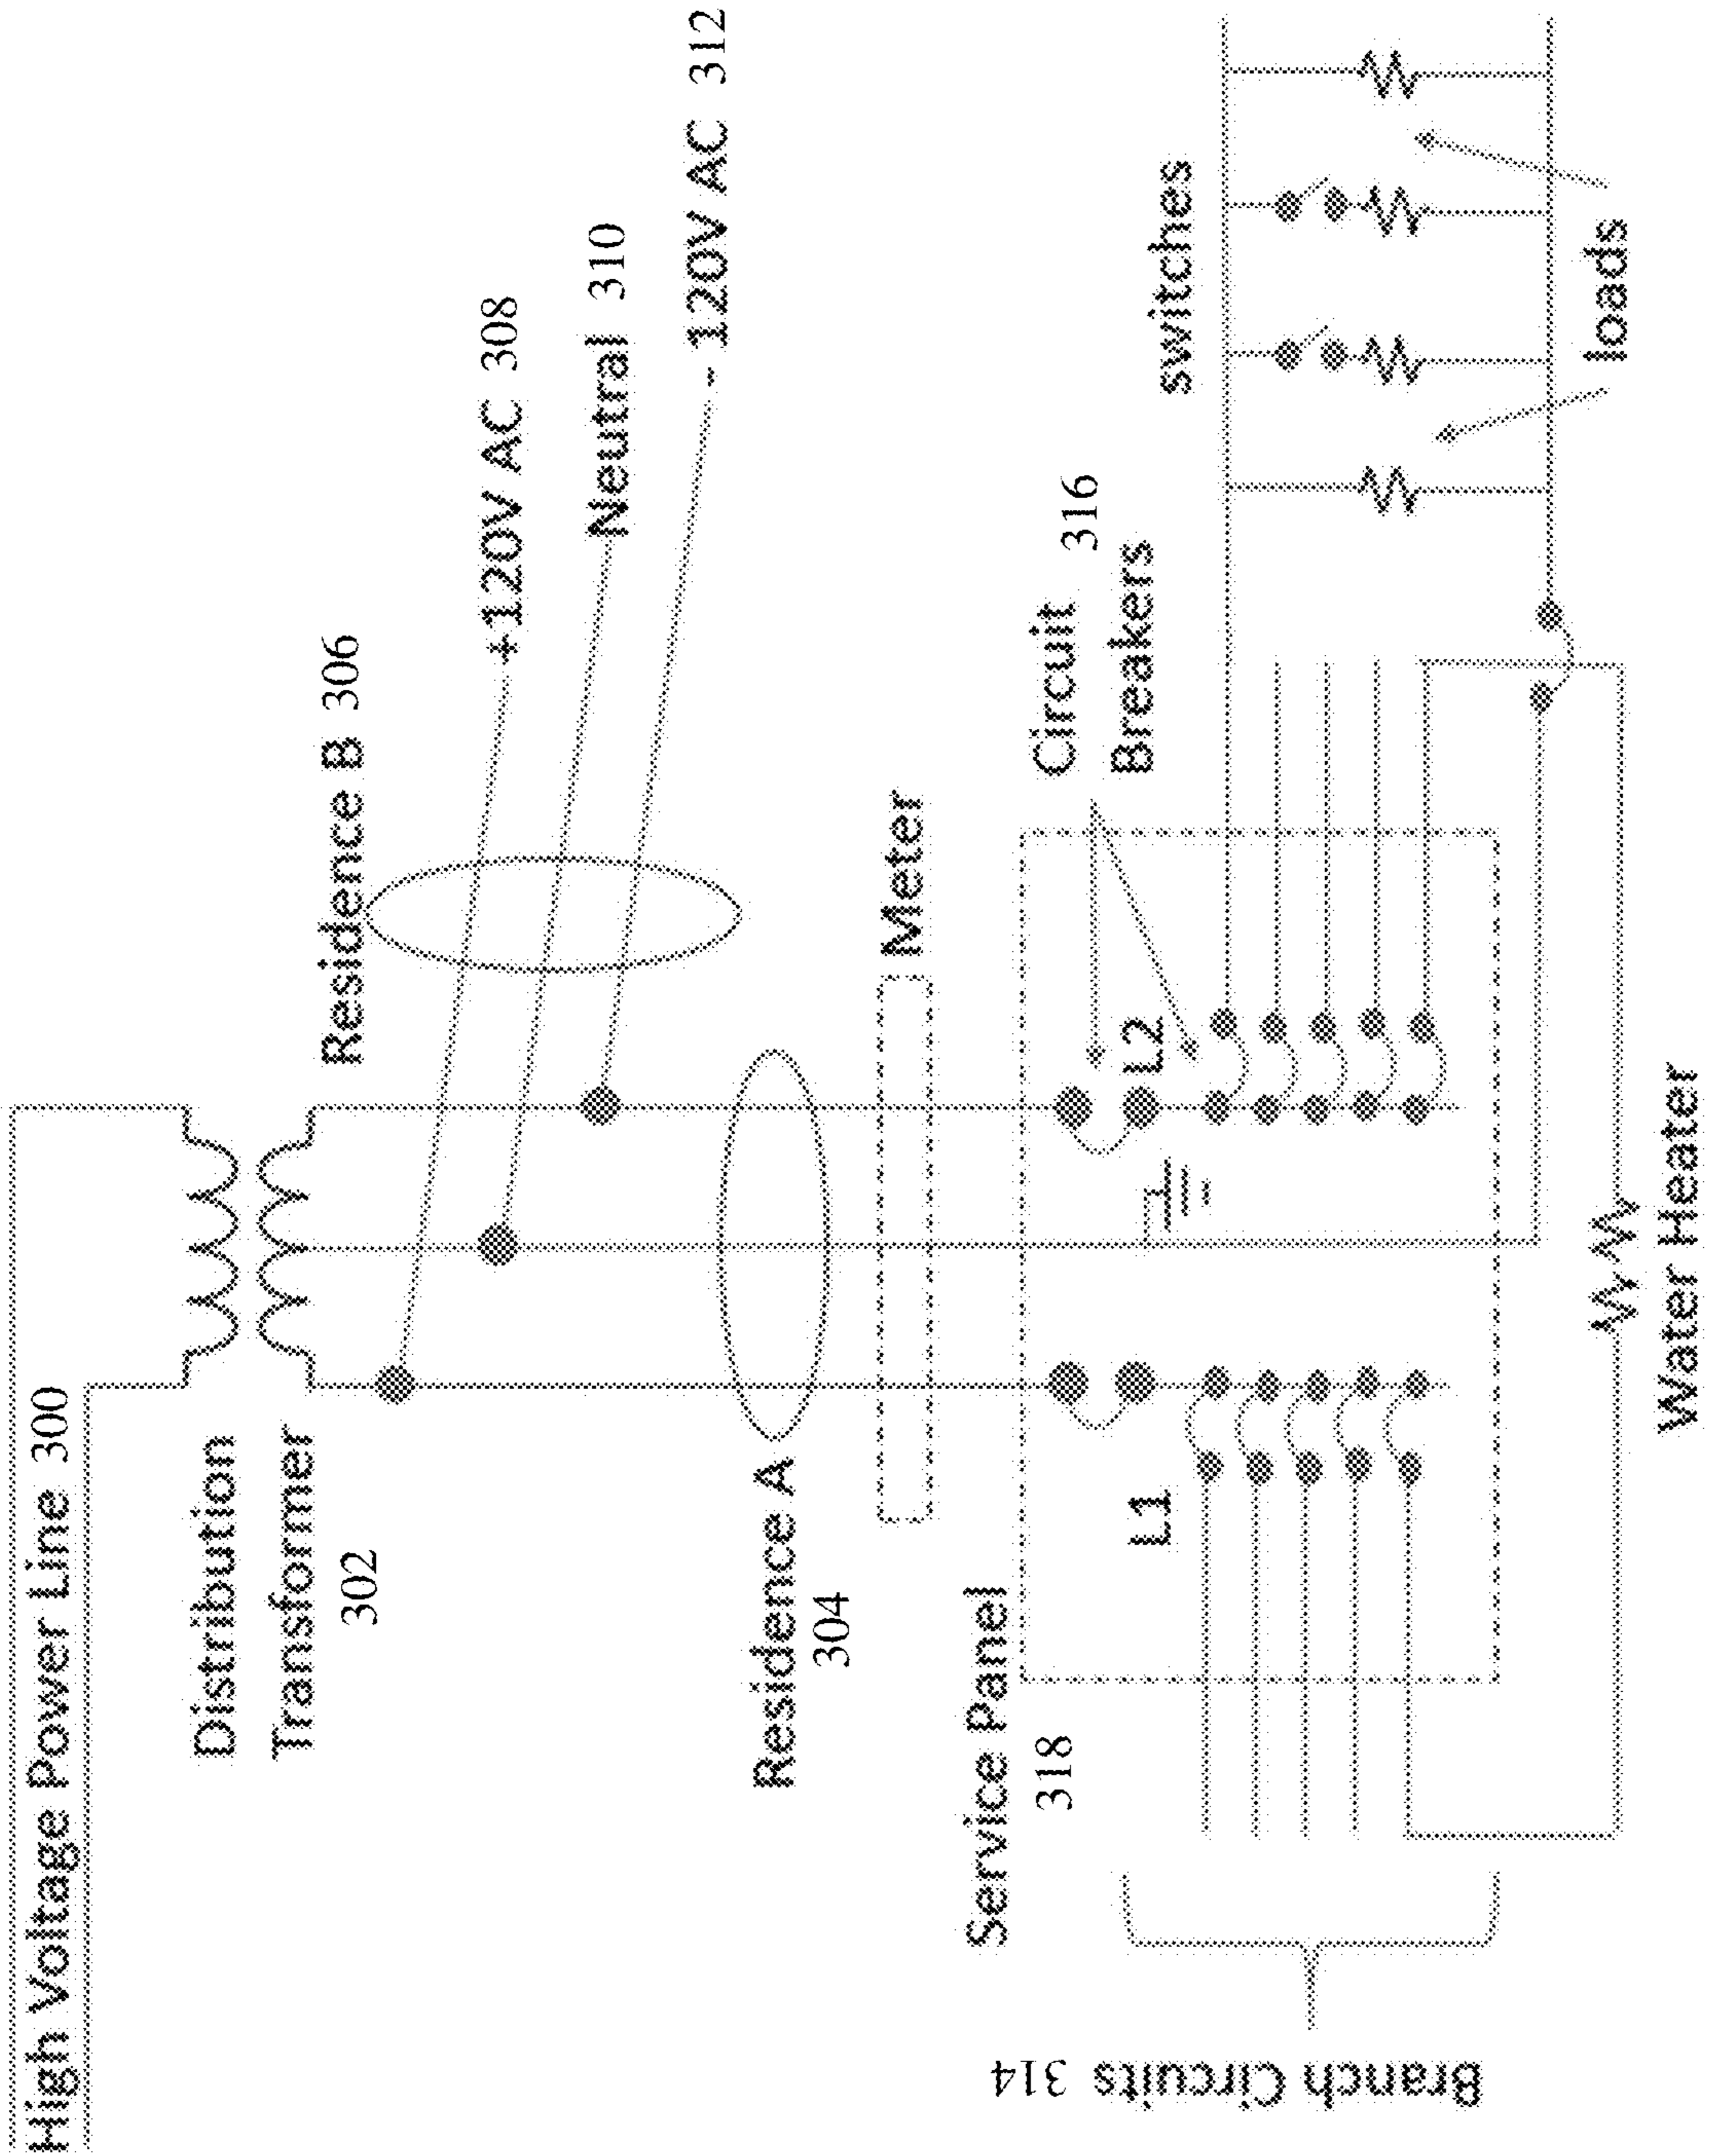 High Voltage Power Line 300
Distribution
Transformer
302
Residence B 306
+120V AC 308
Neutral 310
- 120V AC 312
Residence A
304
Meter
Service Panel
318
Circuit
Breakers
316
L1
L2
switches
loads
Branch Circuits 314
Water Heater